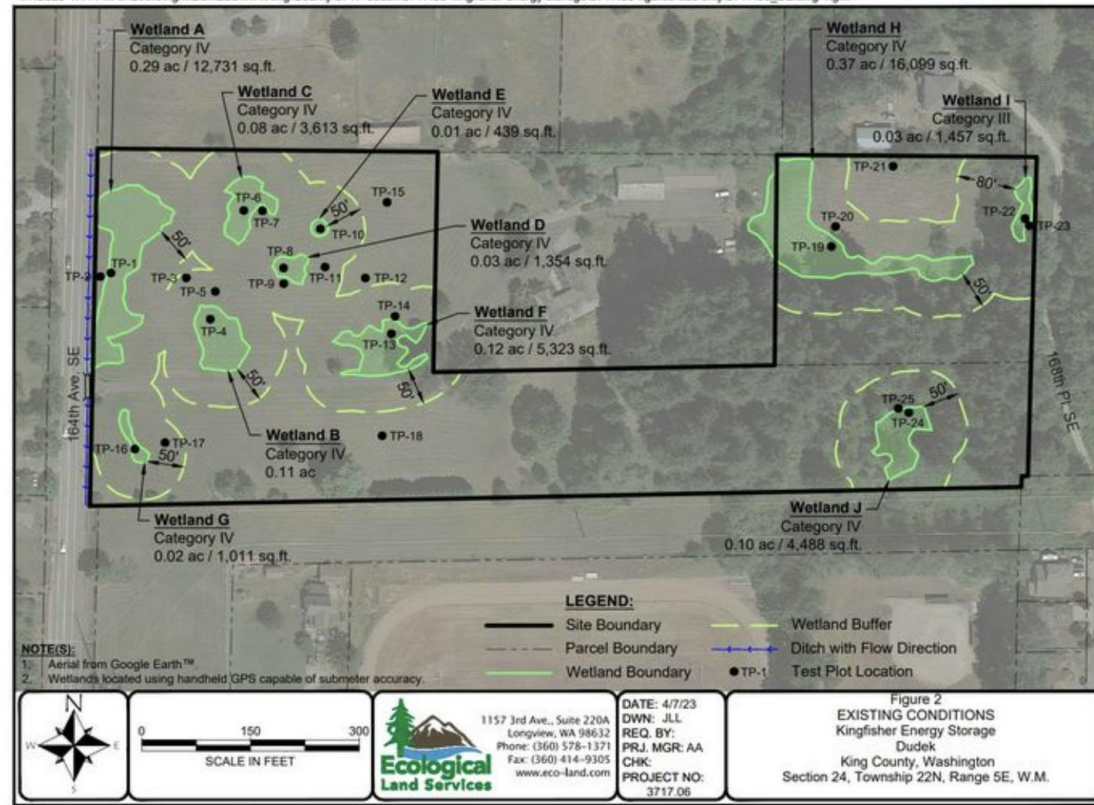 Wetland A
Category IV
0.29 ac / 12,731 sq.ft.
Wetland C
Category IV
0.08 ac / 3,613 sq.ft.
Wetland E
Category IV
0.01 ac / 439 sq.ft.
Wetland H
Category IV
0.37 ac / 16,099 sq.ft.
Wetland I
Category III
0.03 ac / 1,457 sq.ft.
TP-21
80'
TP-15
TP-6
TP-7
50'
TP-10
TP-22
TP-23
TP-20
TP-19
Wetland D
Category IV
0.03 ac / 1,354 sq.ft.
50'
TP-8
TP-1
TP-2
TP-3
TP-9
TP-11
TP-12
TP-5
50'
TP-14
TP-4
TP-13
Wetland F
Category IV
0.12 ac / 5,323 sq.ft.
164th Ave. SE
168th Pl. SE
50'
50'
50'
TP-25
TP-24
TP-16
TP-17
50'
TP-18
Wetland B
Category IV
0.11 ac
Wetland G
Category IV
0.02 ac / 1,011 sq.ft.
Wetland J
Category IV
0.10 ac / 4,488 sq.ft.
LEGEND:
Site Boundary
Parcel Boundary
Wetland Boundary
Wetland Buffer
Ditch with Flow Direction
TP-1 Test Plot Location
NOTE(S):
1. Aerial from Google Earth™.
2. Wetlands located using handheld GPS capable of submeter accuracy.
N
W E
S
0 150 300
SCALE IN FEET
Ecological
Land Services
1157 3rd Ave., Suite 220A
Longview, WA 98632
Phone: (360) 578-1371
Fax: (360) 414-9305
www.eco-land.com
DATE: 4/7/23
DWN: JLL
REQ. BY:
PRJ. MGR: AA
CHK:
PROJECT NO:
3717.06
Figure 2
EXISTING CONDITIONS
Kingfisher Energy Storage
Dudek
King County, Washington
Section 24, Township 22N, Range 5E, W.M.